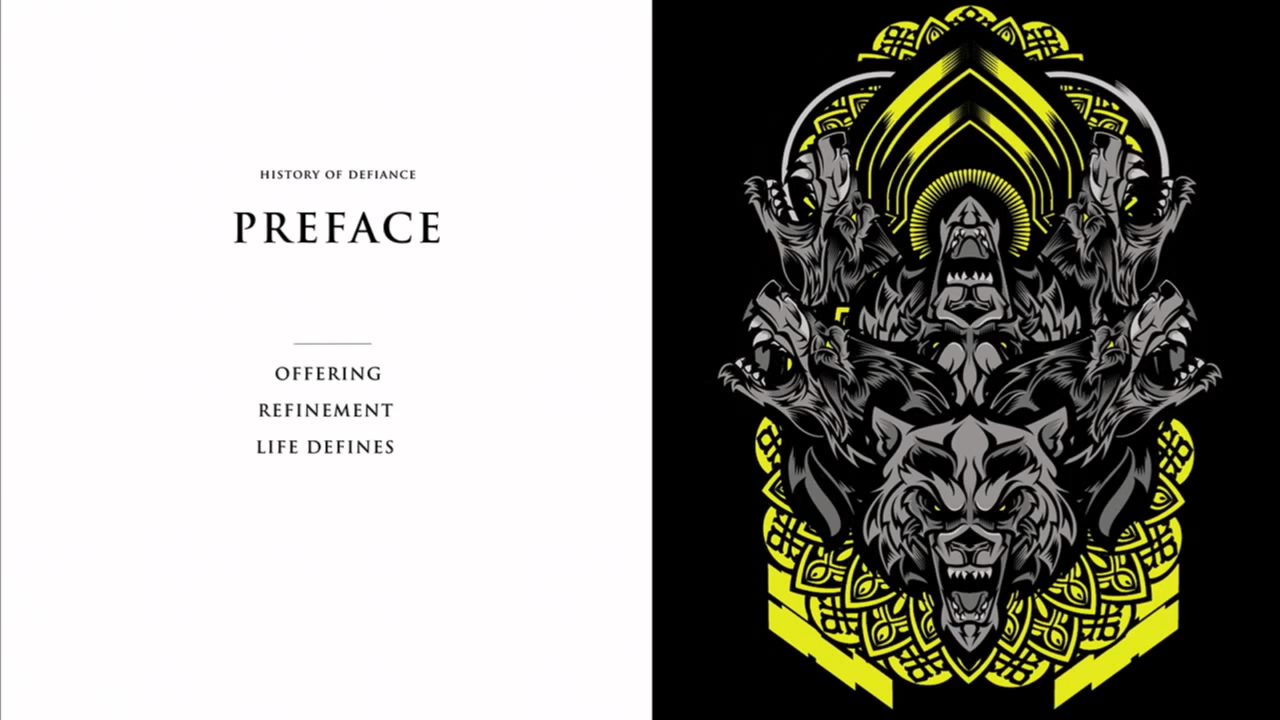 HISTORY OF DEFIANCE
PREFACE
OFFERING
REFINEMENT
LIFE DEFINES